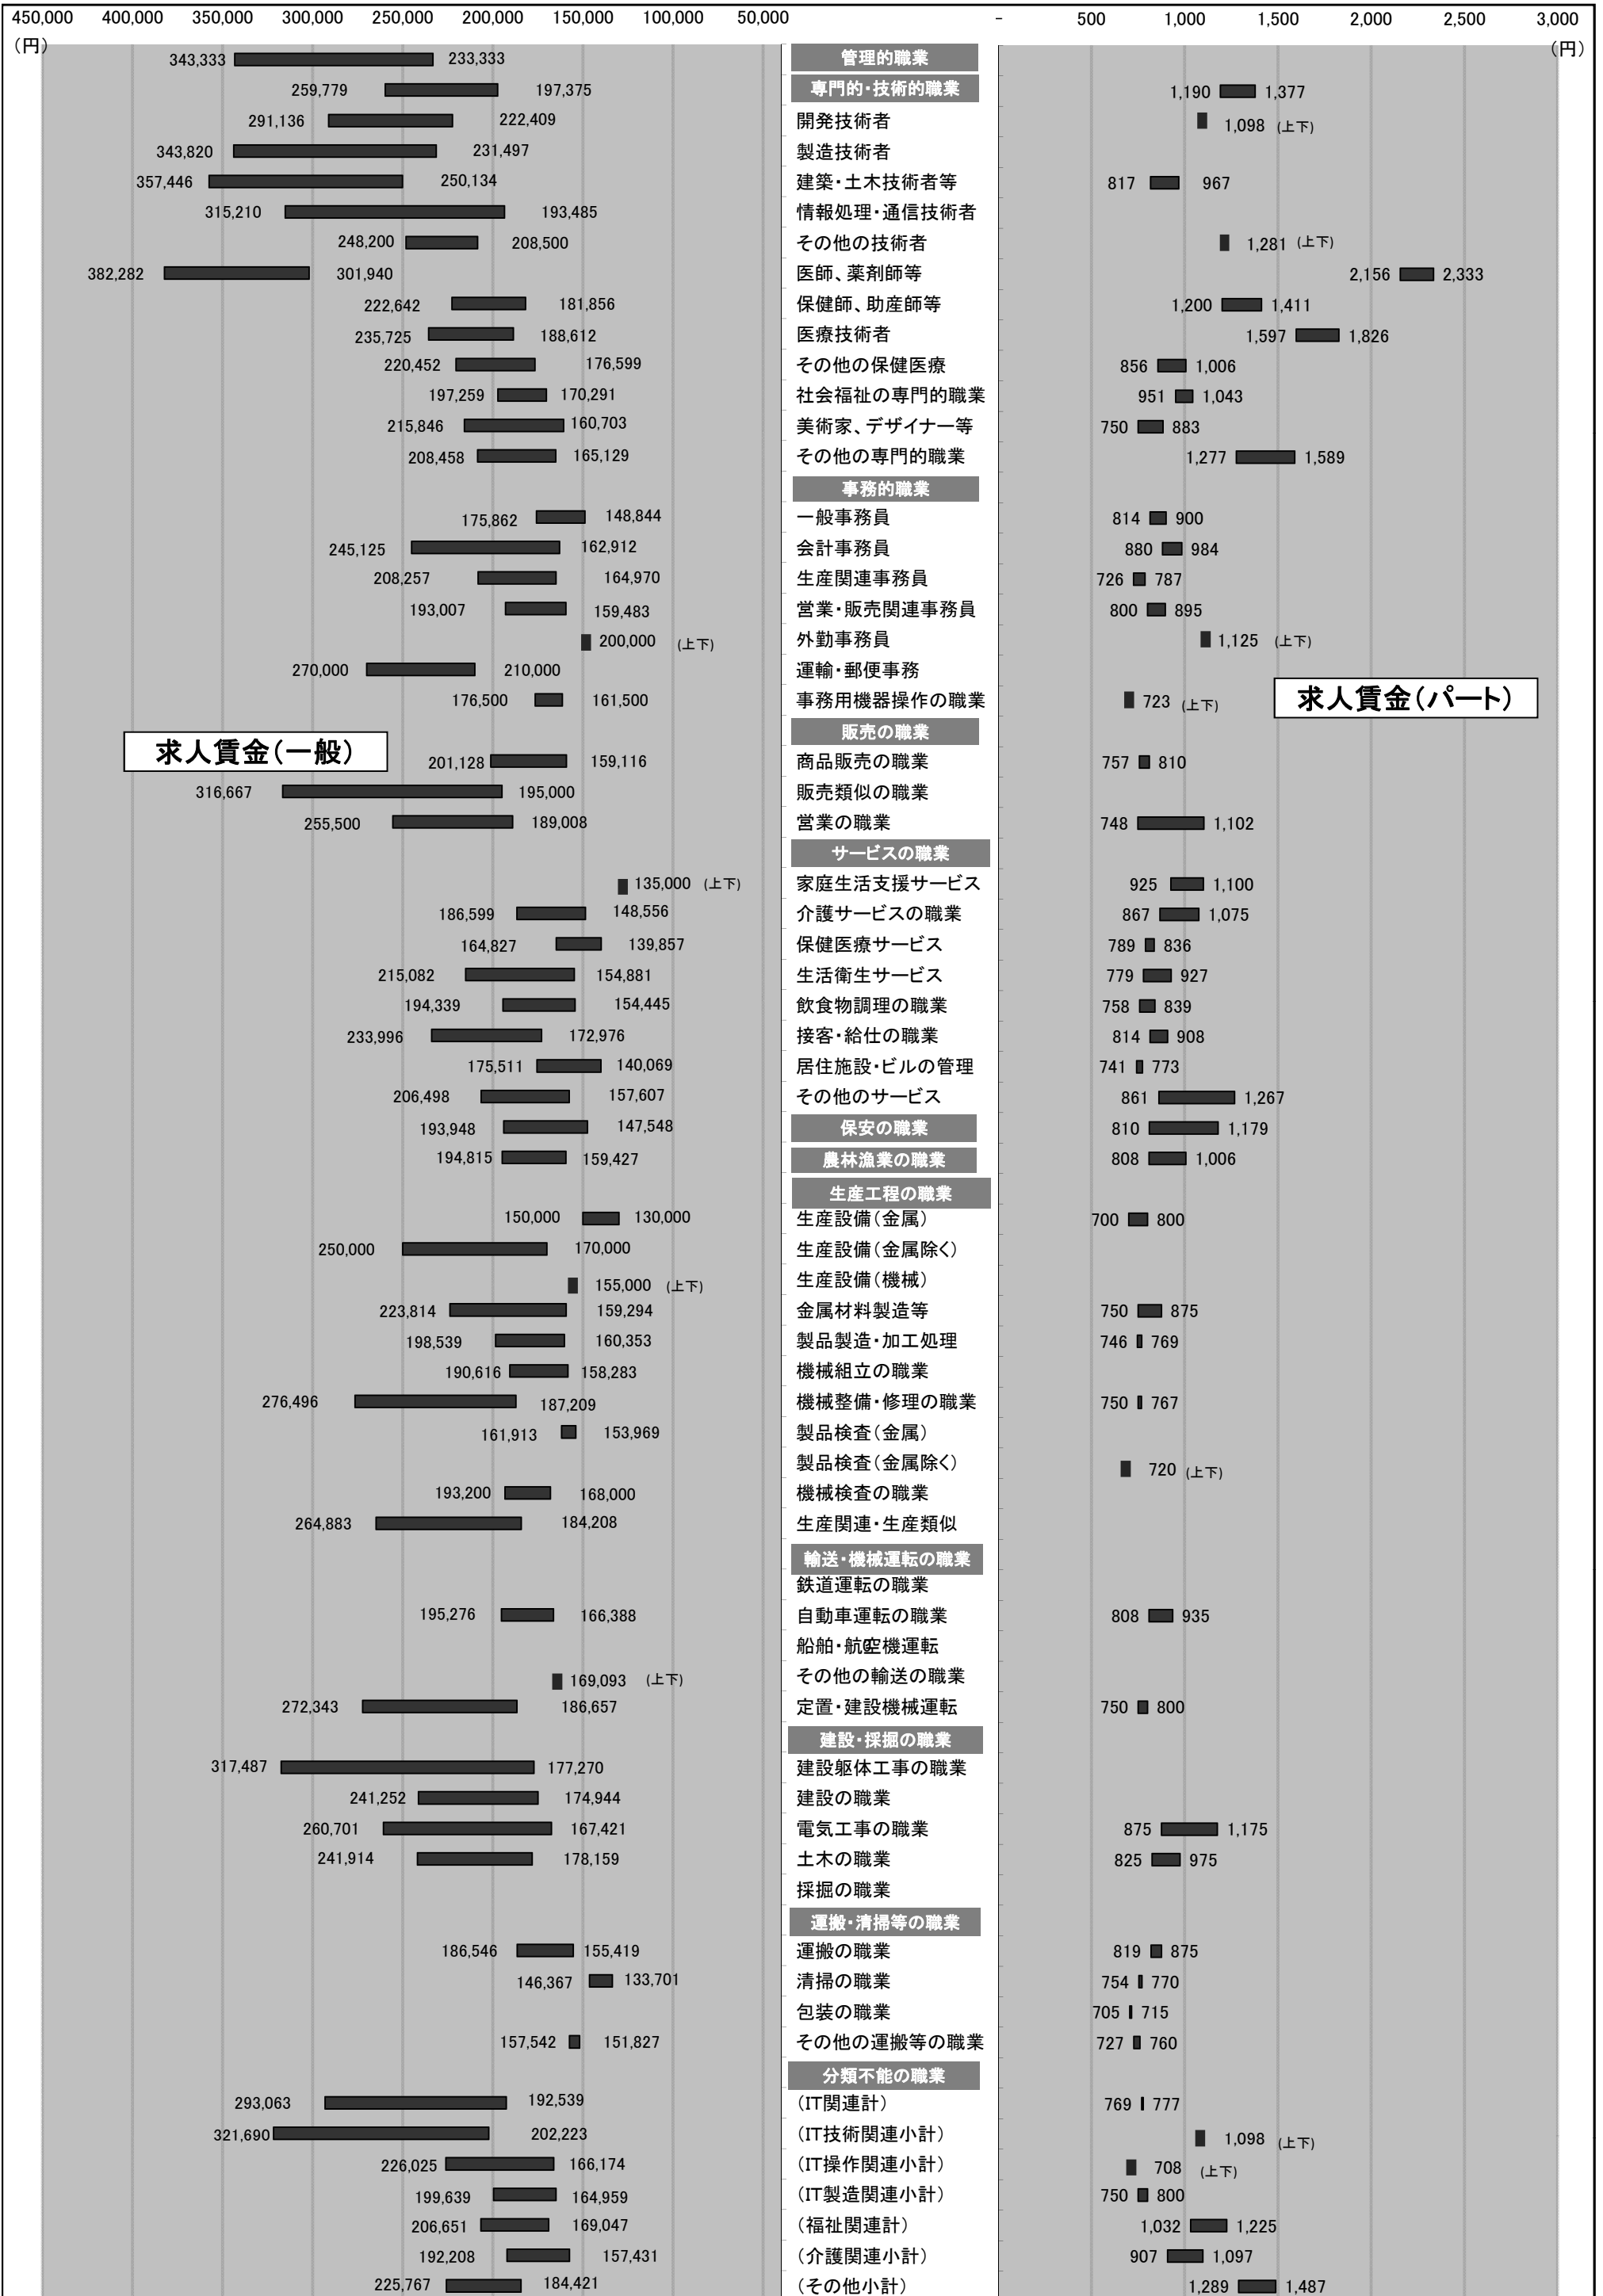 450,000 400,000 350,000 300,000 250,000 200,000 150,000 100,000 50,000 - 500 1,000 1,500 2,000 2,500 3,000
(円) (円)
343,333 233,333 管理的職業
259,779 197,375 専門的・技術的職業 1,190 1,377
291,136 222,409 開発技術者 1,098 (上下)
343,820 231,497 製造技術者
357,446 250,134 建築・土木技術者等 817 967
315,210 193,485 情報処理・通信技術者
248,200 208,500 その他の技術者 1,281 (上下)
382,282 301,940 医師、薬剤師等 2,156 2,333
222,642 181,856 保健師、助産師等 1,200 1,411
235,725 188,612 医療技術者 1,597 1,826
220,452 176,599 その他の保健医療 856 1,006
197,259 170,291 社会福祉の専門的職業 951 1,043
215,846 160,703 美術家、デザイナー等 750 883
208,458 165,129 その他の専門的職業 1,277 1,589
事務的職業
175,862 148,844 一般事務員 814 900
245,125 162,912 会計事務員 880 984
208,257 164,970 生産関連事務員 726 787
193,007 159,483 営業・販売関連事務員 800 895
200,000 (上下) 外勤事務員 1,125 (上下)
270,000 210,000 運輸・郵便事務
176,500 161,500 事務用機器操作の職業 723 (上下)
求人賃金(パート)
販売の職業
求人賃金(一般)
201,128 159,116 商品販売の職業 757 810
316,667 195,000 販売類似の職業
255,500 189,008 営業の職業 748 1,102
サービスの職業
135,000 (上下) 家庭生活支援サービス 925 1,100
186,599 148,556 介護サービスの職業 867 1,075
164,827 139,857 保健医療サービス 789 836
215,082 154,881 生活衛生サービス 779 927
194,339 154,445 飲食物調理の職業 758 839
233,996 172,976 接客・給仕の職業 814 908
175,511 140,069 居住施設・ビルの管理 741 773
206,498 157,607 その他のサービス 861 1,267
193,948 147,548 保安の職業 810 1,179
194,815 159,427 農林漁業の職業 808 1,006
生産工程の職業
150,000 130,000 生産設備(金属) 700 800
250,000 170,000 生産設備(金属除く)
155,000 (上下) 生産設備(機械)
223,814 159,294 金属材料製造等 750 875
198,539 160,353 製品製造・加工処理 746 769
190,616 158,283 機械組立の職業
276,496 187,209 機械整備・修理の職業 750 767
161,913 153,969 製品検査(金属)
製品検査(金属除く) 720 (上下)
193,200 168,000 機械検査の職業
264,883 184,208 生産関連・生産類似
輸送・機械運転の職業
鉄道運転の職業
195,276 166,388 自動車運転の職業 808 935
船舶・航空機運転
169,093 (上下) その他の輸送の職業
272,343 186,657 定置・建設機械運転 750 800
建設・採掘の職業
317,487 177,270 建設躯体工事の職業
241,252 174,944 建設の職業
260,701 167,421 電気工事の職業 875 1,175
241,914 178,159 土木の職業 825 975
採掘の職業
運搬・清掃等の職業
186,546 155,419 運搬の職業 819 875
146,367 133,701 清掃の職業 754 770
包装の職業 705 715
157,542 151,827 その他の運搬等の職業 727 760
分類不能の職業
293,063 192,539 (IT関連計) 769 777
321,690 202,223 (IT技術関連小計) 1,098 (上下)
226,025 166,174 (IT操作関連小計) 708 (上下)
199,639 164,959 (IT製造関連小計) 750 800
206,651 169,047 (福祉関連計) 1,032 1,225
192,208 157,431 (介護関連小計) 907 1,097
225,767 184,421 (その他小計) 1,289 1,487